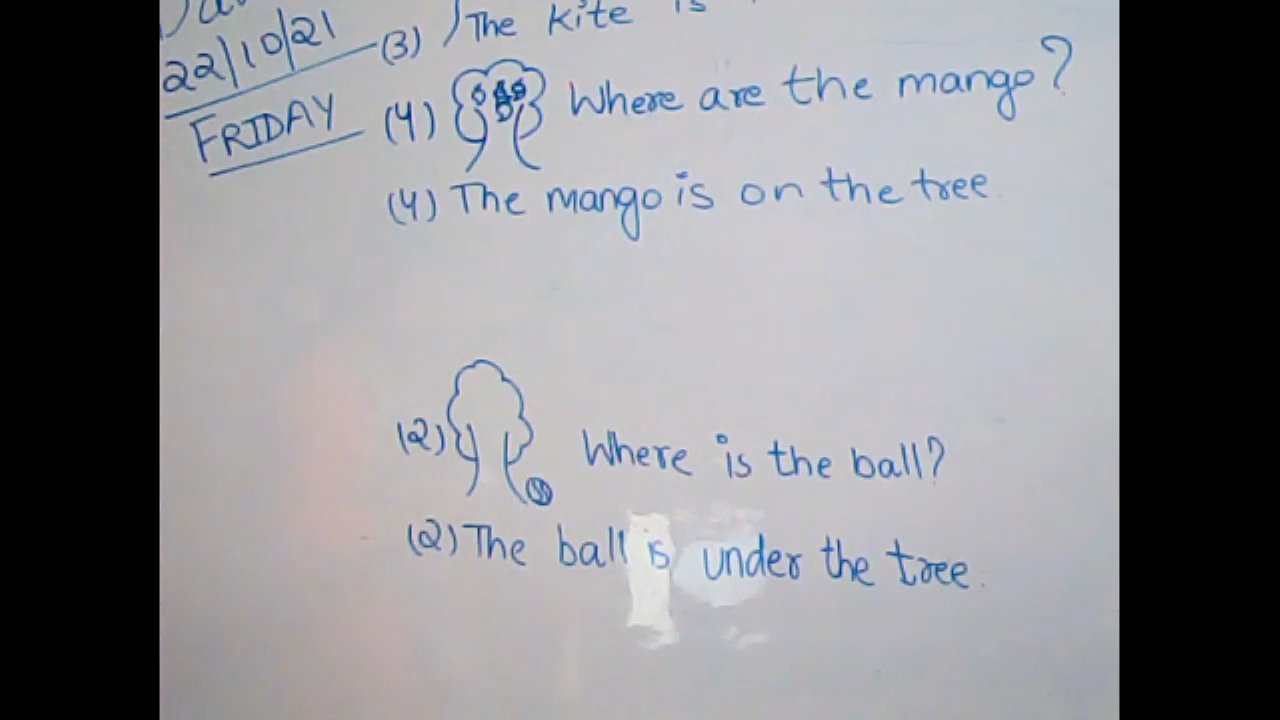 22/10/21
FRIDAY
(3) The kite is
(4) Where are the mango?
(4) The mango is on the tree.
(2) Where is the ball?
(2) The ball is under the tree.